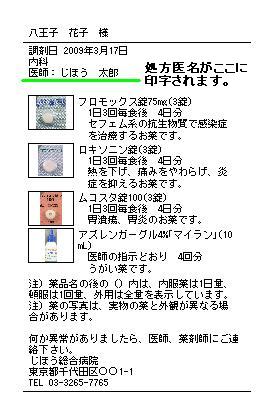 八王子　花子　様
調剤日 2009年3月17日
内科
医師：じほう　太郎
処方医名がここに
印字されます。
フロモックス錠75mg(3錠)
1日3回毎食後　4日分
セフェム系の抗生物質で感染症
を治療するお薬です。
ロキソニン錠(3錠)
1日3回毎食後　4日分
熱を下げ、痛みをやわらげ、炎
症を抑えるお薬です。
ムコスタ錠100(3錠)
1日3回毎食後　4日分
胃潰瘍、胃炎のお薬です。
アズレンガーグル4%「マイラン」(10
mL)
医師の指示どおり　4回分
うがい薬です。
注）薬品名の後の（）内は、内服薬は1日量、
頓服は1回量、外用は全量を表示しています。
注）薬の写真は、実物の薬と外観が異なる場
合があります。
何か異常がありましたら、医師、薬剤師にご連
絡下さい。
じほう総合病院
東京都千代田区〇〇1-1
TEL 03-3265-7765